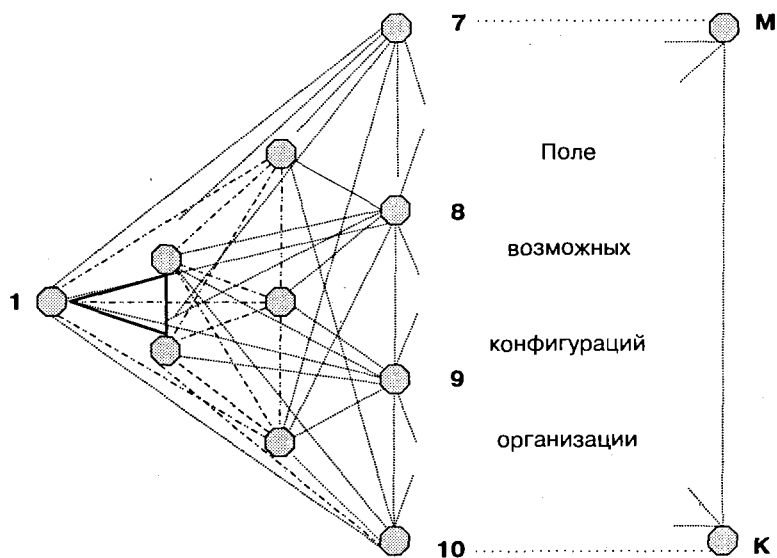 7 М
Поле
8
возможных
1
конфигураций
9
организации
10 К